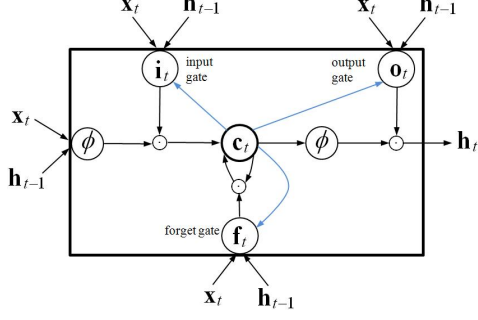 x_t h_{t-1} x_t h_{t-1}
i_t input gate output gate o_t
x_t
h_{t-1}
ϕ · c_t ϕ · h_t
·
forget gate f_t
x_t h_{t-1}